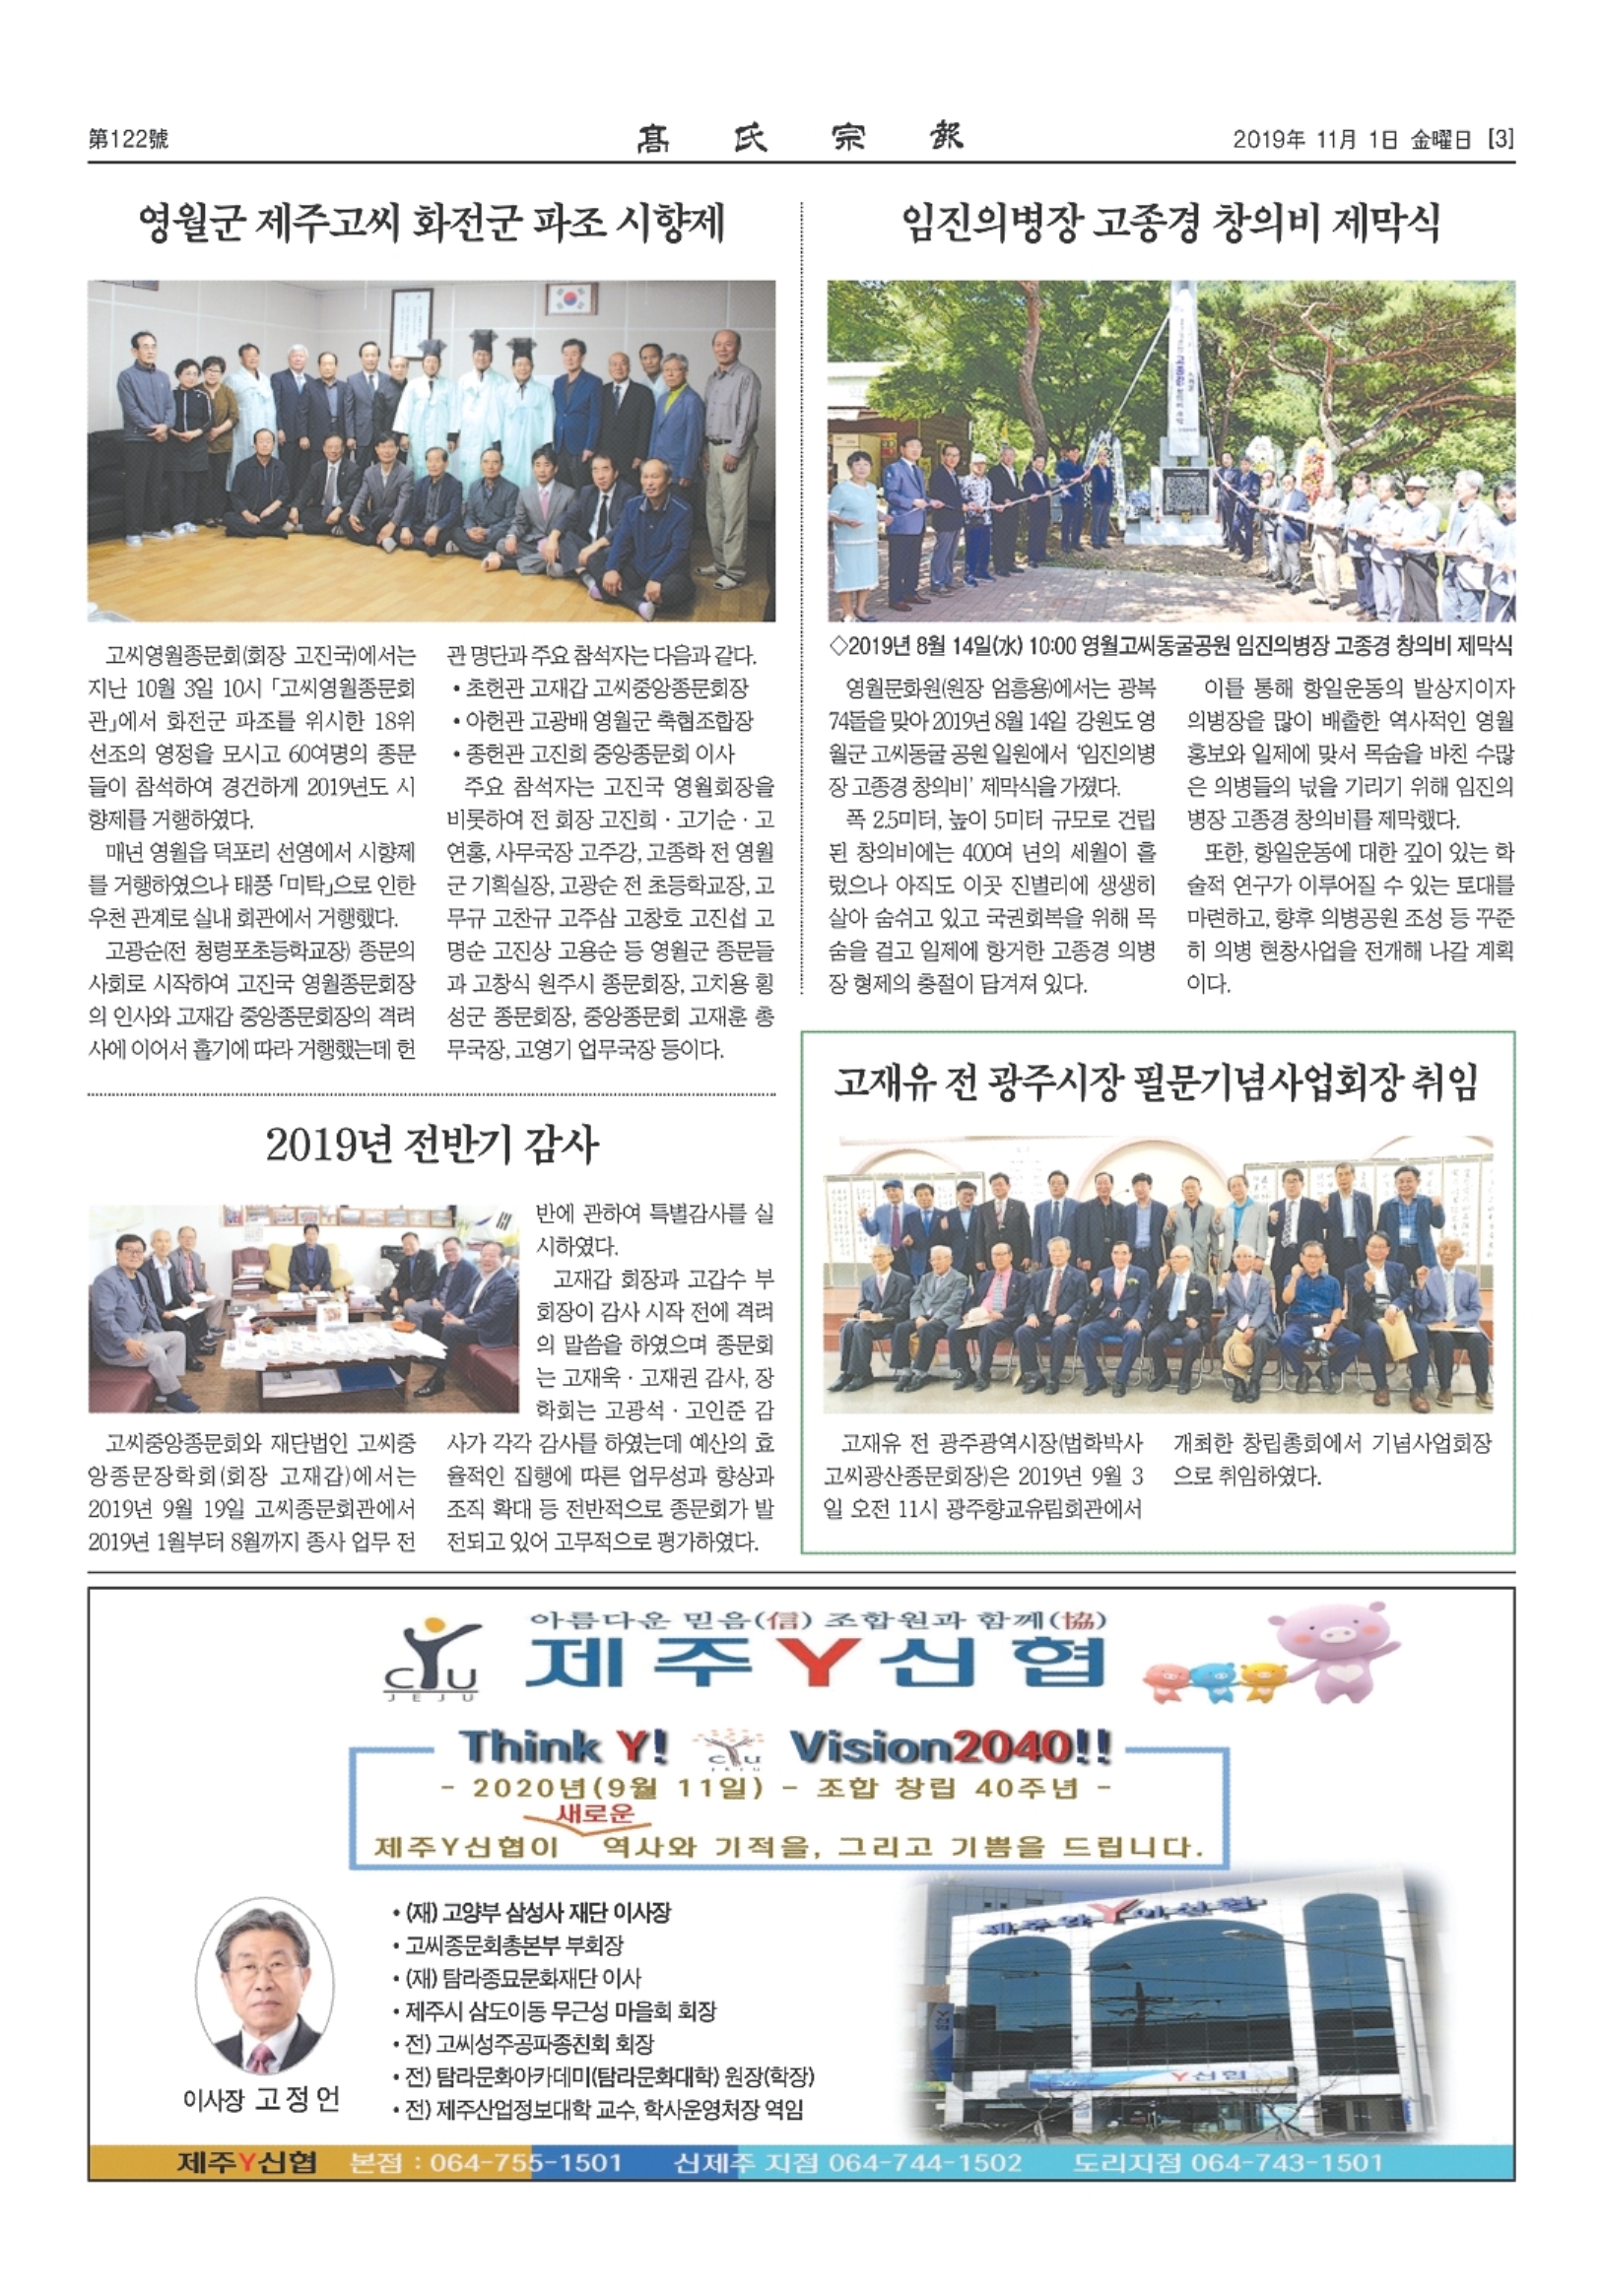 第122號
髙氏宗報
2019年 11月 1日 金曜日 [3]
영월군 제주고씨 화전군 파조 시향제
고씨영월종문회(회장 고진국)에서는
지난 10월 3일 10시 「고씨영월종문회
관」에서 화전군 파조를 위시한 18위
선조의 영정을 모시고 60여명의 종문
들이 참석하여 경건하게 2019년도 시
향제를 거행하였다.
매년 영월읍 덕포리 선영에서 시향제
를 거행하였으나 태풍 「미탁」으로 인한
우천 관계로 실내 회관에서 거행했다.
고광순(전 청령포초등학교장) 종문의
사회로 시작하여 고진국 영월종문회장
의 인사와 고재갑 중앙종문회장의 격려
사에 이어서 홀기에 따라 거행했는데 헌
관 명단과 주요 참석자는 다음과 같다.
• 초헌관 고재갑 고씨중앙종문회장
• 아헌관 고광배 영월군 축협조합장
• 종헌관 고진희 중앙종문회 이사
주요 참석자는 고진국 영월회장을
비롯하여 전 회장 고진희 · 고기순 · 고
연홍, 사무국장 고주강, 고종학 전 영월
군 기획실장, 고광순 전 초등학교장, 고
무규 고찬규 고주삼 고창호 고진섭 고
명순 고진상 고용순 등 영월군 종문들
과 고창식 원주시 종문회장, 고치용 횡
성군 종문회장, 중앙종문회 고재훈 총
무국장, 고영기 업무국장 등이다.
임진의병장 고종경 창의비 제막식
◇2019년 8월 14일(水) 10:00 영월고씨동굴공원 임진의병장 고종경 창의비 제막식
영월문화원(원장 엄흥용)에서는 광복
74돌을 맞아 2019년 8월 14일 강원도 영
월군 고씨동굴 공원 일원에서 '임진의병
장 고종경 창의비' 제막식을 가졌다.
폭 2.5미터, 높이 5미터 규모로 건립
된 창의비에는 400여 년의 세월이 흘
렀으나 아직도 이곳 진별리에 생생히
살아 숨쉬고 있고 국권회복을 위해 목
숨을 걸고 일제에 항거한 고종경 의병
장 형제의 충절이 담겨져 있다.
이를 통해 항일운동의 발상지이자
의병장을 많이 배출한 역사적인 영월
홍보와 일제에 맞서 목숨을 바친 수많
은 의병들의 넋을 기리기 위해 임진의
병장 고종경 창의비를 제막했다.
또한, 항일운동에 대한 깊이 있는 학
술적 연구가 이루어질 수 있는 토대를
마련하고, 향후 의병공원 조성 등 꾸준
히 의병 현창사업을 전개해 나갈 계획
이다.
2019년 전반기 감사
고씨중앙종문회와 재단법인 고씨중
앙종문장학회(회장 고재갑)에서는
2019년 9월 19일 고씨종문회관에서
2019년 1월부터 8월까지 종사 업무 전
반에 관하여 특별감사를 실
시하였다.
고재갑 회장과 고갑수 부
회장이 감사 시작 전에 격려
의 말씀을 하였으며 종문회
는 고재욱 · 고재권 감사, 장
학회는 고광석 · 고인준 감
사가 각각 감사를 하였는데 예산의 효
율적인 집행에 따른 업무성과 향상과
조직 확대 등 전반적으로 종문회가 발
전되고 있어 고무적으로 평가하였다.
고재유 전 광주시장 필문기념사업회장 취임
고재유 전 광주광역시장(법학박사
고씨광산종문회장)은 2019년 9월 3
일 오전 11시 광주향교유림회관에서
개최한 창립총회에서 기념사업회장
으로 취임하였다.
아름다운 믿음(信) 조합원과 함께(協)
CYU
JEJU
제주Y신협
Think Y! CYU Vision2040!!
JEJU
- 2020년(9월 11일) - 조합 창립 40주년 -
새로운
제주Y신협이 역사와 기적을, 그리고 기쁨을 드립니다.
• (재) 고양부 삼성사 재단 이사장
• 고씨종문회총본부 부회장
• (재) 탐라종묘문화재단 이사
• 제주시 삼도이동 무근성 마을회 회장
• 전) 고씨성주공파종친회 회장
• 전) 탐라문화아카데미(탐라문화대학) 원장(학장)
• 전) 제주산업정보대학 교수, 학사운영처장 역임
이사장 고정언
제주와Y이신협
Y신협
Y신협
제주Y신협 본점 : 064-755-1501 신제주 지점 064-744-1502 도리지점 064-743-1501